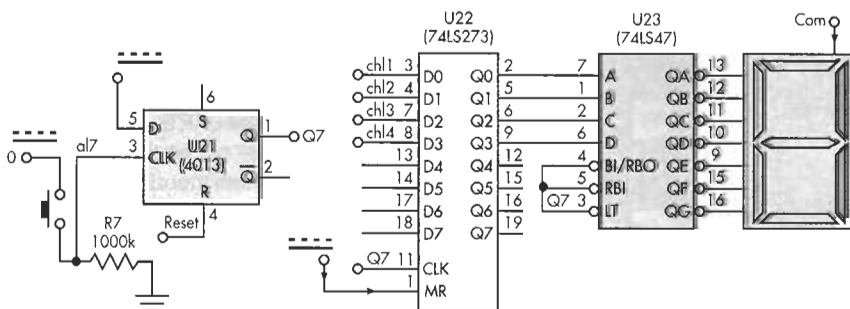 U22
(74LS273)
U23
(74LS47)
Com
6
5
D
S
Q
1
Q7
al7
3
CLK
U21
(4013)
Q
2
0
R
4
Reset
R7
1000k
chl1
3
D0
Q0
2
chl2
4
D1
Q1
5
chl3
7
D2
Q2
6
chl4
8
D3
Q3
9
13
D4
Q4
12
14
D5
Q5
15
17
D6
Q6
16
18
D7
Q7
19
Q7
11
CLK
1
MR
7
A
QA
13
1
B
QB
12
2
C
QC
11
6
D
QD
10
4
BI/RBO
QE
9
5
RBI
QF
15
Q7
3
LT
QG
16